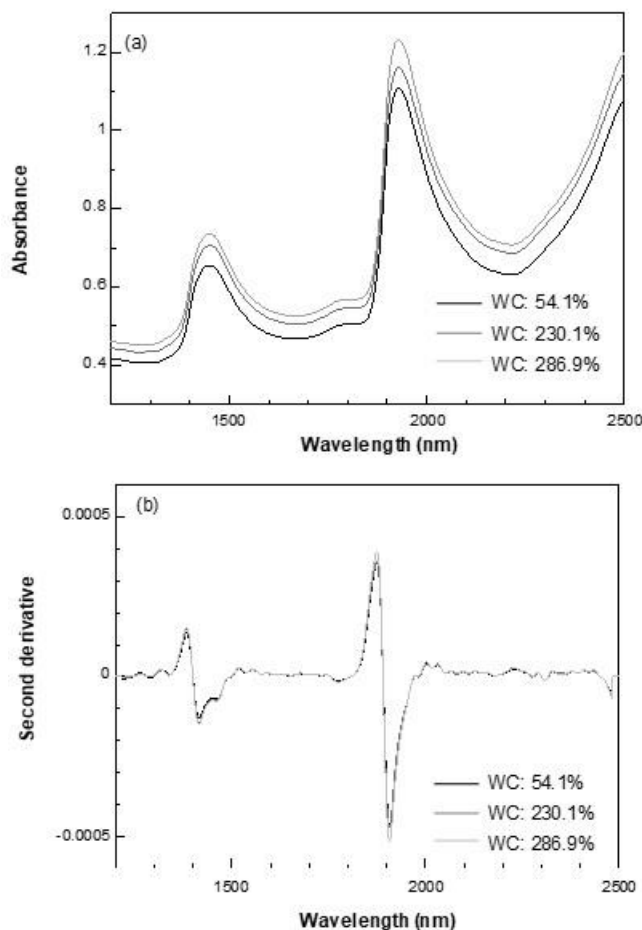 (a)
1.2
1
0.8
0.6
0.4
Absorbance
WC: 54.1%
WC: 230.1%
WC: 286.9%
1500
2000
2500
Wavelength (nm)
(b)
0.0005
0
-0.0005
Second derivative
WC: 54.1%
WC: 230.1%
WC: 286.9%
1500
2000
2500
Wavelength (nm)